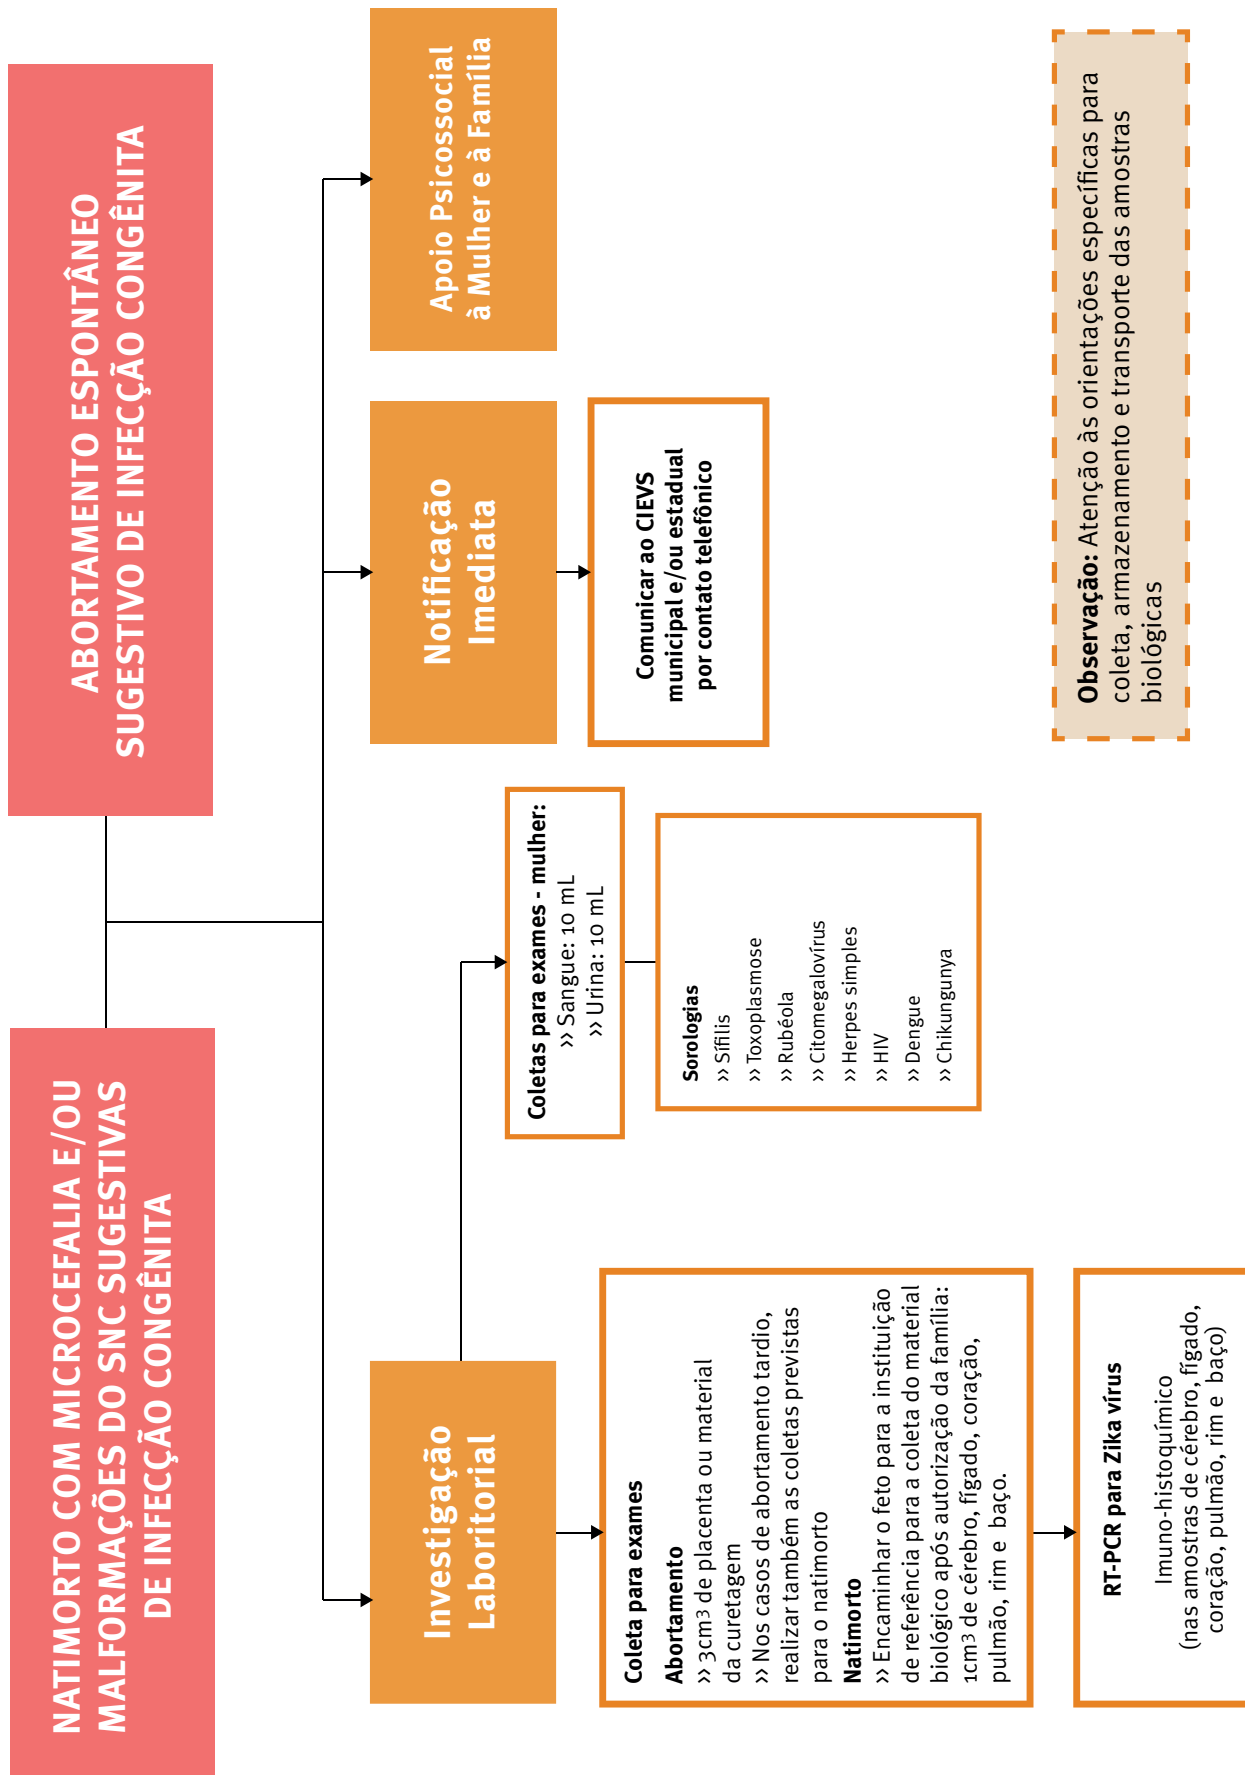 NATIMORTO COM MICROCEFALIA E/OU
MALFORMAÇÕES DO SNC SUGESTIVAS
DE INFECÇÃO CONGÊNITA
ABORTAMENTO ESPONTÂNEO
SUGESTIVO DE INFECÇÃO CONGÊNITA
Investigação
Laboritorial
Notificação
Imediata
Apoio Psicossocial
à Mulher e à Família
Coletas para exames - mulher:
›› Sangue: 10 mL
›› Urina: 10 mL
Comunicar ao CIEVS
municipal e/ou estadual
por contato telefônico
Coleta para exames
Abortamento
›› 3cm3 de placenta ou material
da curetagem
›› Nos casos de abortamento tardio,
realizar também as coletas previstas
para o natimorto
Natimorto
›› Encaminhar o feto para a instituição
de referência para a coleta do material
biológico após autorização da família:
1cm3 de cérebro, fígado, coração,
pulmão, rim e baço.
Sorologias
›› Sífilis
›› Toxoplasmose
›› Rubéola
›› Citomegalovírus
›› Herpes simples
›› HIV
›› Dengue
›› Chikungunya
RT-PCR para Zika vírus
Imuno-histoquímico
(nas amostras de cérebro, fígado,
coração, pulmão, rim e baço)
Observação: Atenção às orientações específicas para
coleta, armazenamento e transporte das amostras
biológicas